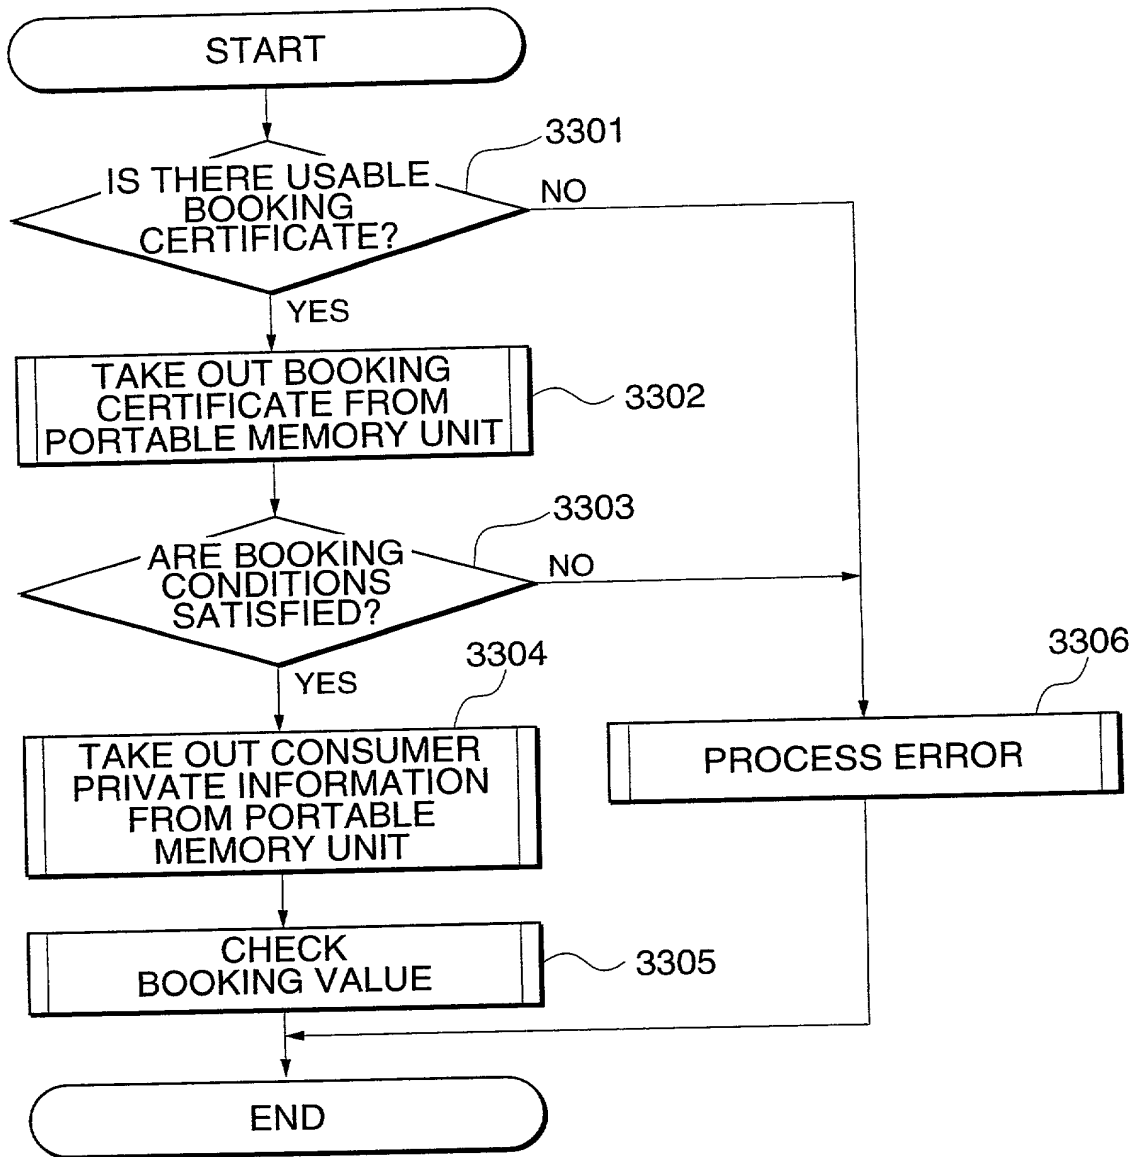 START
3301
IS THERE USABLE
BOOKING
CERTIFICATE?
NO
YES
TAKE OUT BOOKING
CERTIFICATE FROM
PORTABLE MEMORY UNIT
3302
3303
ARE BOOKING
CONDITIONS
SATISFIED?
NO
YES
3304
TAKE OUT CONSUMER
PRIVATE INFORMATION
FROM PORTABLE
MEMORY UNIT
3306
PROCESS ERROR
CHECK
BOOKING VALUE
3305
END